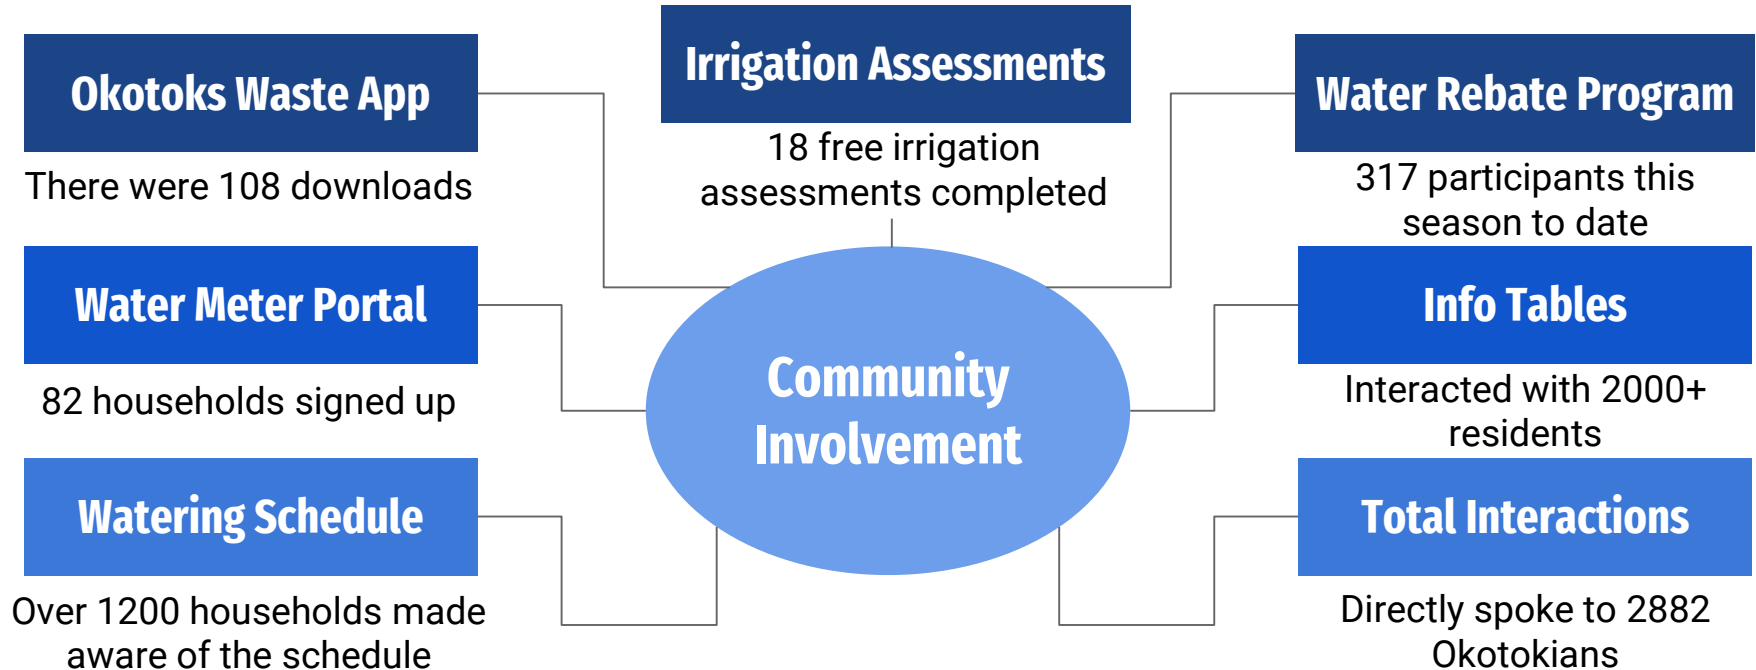 Okotoks Waste App
There were 108 downloads
Irrigation Assessments
18 free irrigation
assessments completed
Water Rebate Program
317 participants this
season to date
Water Meter Portal
82 households signed up
Info Tables
Interacted with 2000+
residents
Community
Involvement
Watering Schedule
Over 1200 households made
aware of the schedule
Total Interactions
Directly spoke to 2882
Okotokians